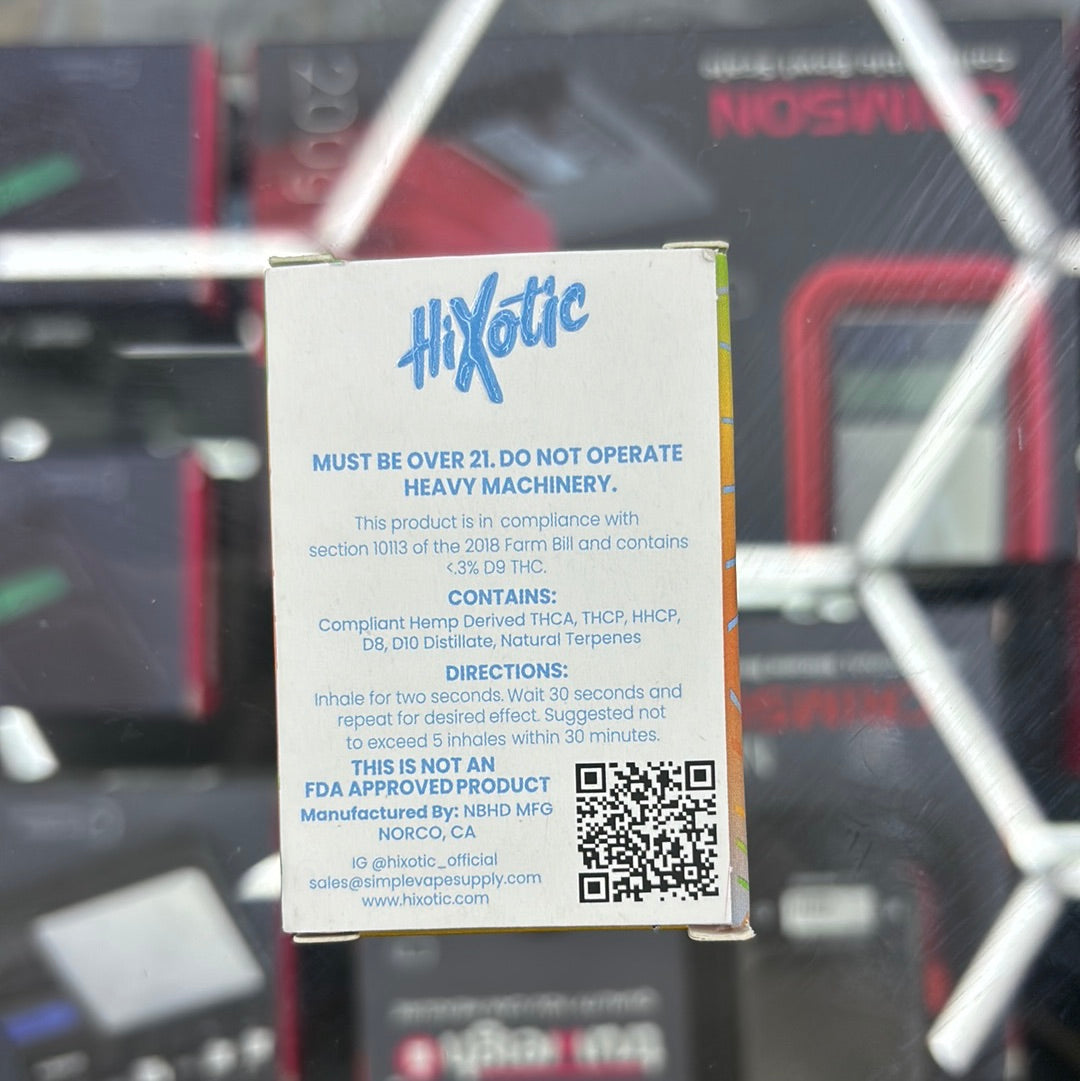 HiXotic
MUST BE OVER 21. DO NOT OPERATE
HEAVY MACHINERY.
This product is in compliance with
section 10113 of the 2018 Farm Bill and contains
<.3% D9 THC.
CONTAINS:
Compliant Hemp Derived THCA, THCP, HHCP,
D8, D10 Distillate, Natural Terpenes
DIRECTIONS:
Inhale for two seconds. Wait 30 seconds and
repeat for desired effect. Suggested not
to exceed 5 inhales within 30 minutes.
THIS IS NOT AN
FDA APPROVED PRODUCT
Manufactured By: NBHD MFG
NORCO, CA
IG @hixotic_official
sales@simplevapesupply.com
www.hixotic.com
CRIMSON
200g
CRIMSON